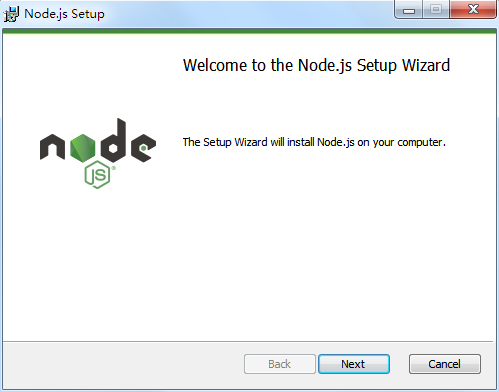 Node.js Setup
Welcome to the Node.js Setup Wizard
The Setup Wizard will install Node.js on your computer.
node
JS®
Back
Next
Cancel